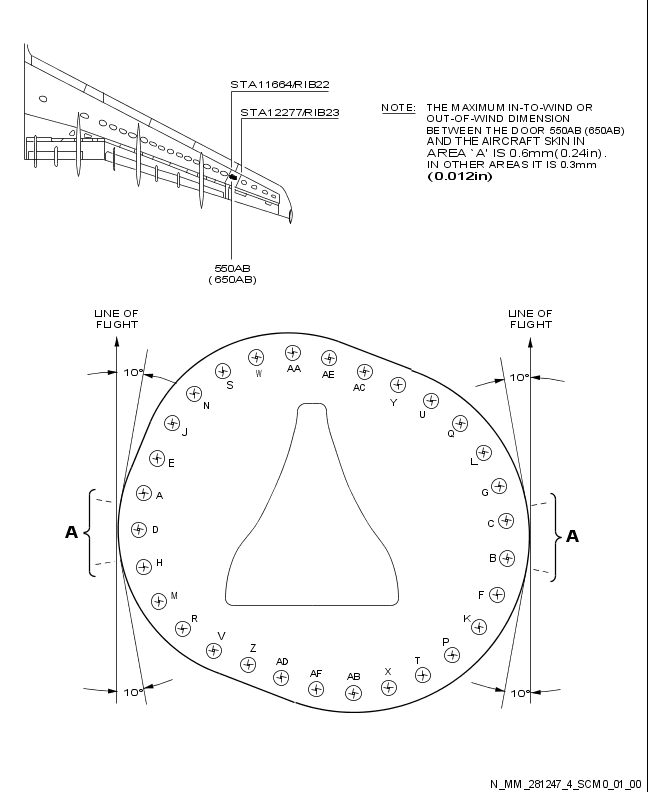 STA11664/RIB22
STA12277/RIB23
NOTE: THE MAXIMUM IN-TO-WIND OR
OUT-OF-WIND DIMENSION
BETWEEN THE DOOR 550AB (650AB)
AND THE AIRCRAFT SKIN IN
AREA `A' IS 0.6mm(0.24in).
IN OTHER AREAS IT IS 0.3mm
(0.012in)
550AB
(650AB)
LINE OF
FLIGHT
LINE OF
FLIGHT
10°
10°
W
AA
AE
AC
S
Y
N
U
J
Q
E
L
A
G
D
C
H
B
M
F
R
K
V
P
Z
T
AD
X
AF
AB
A
A
10°
10°
N_MM_281247_4_SCM0_01_00